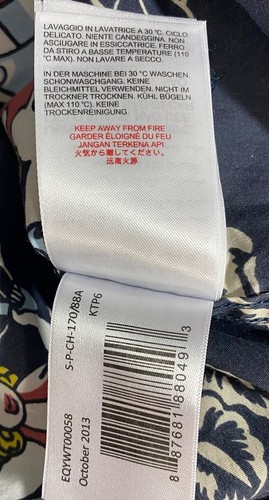 LAVAGGIO IN LAVATRICE A 30 °C. CICLO
DELICATO. NIENTE CANDEGGINA. NON
ASCIUGARE IN ESSICCATRICE. FERRO
DA STIRO A BASSE TEMPERATURE (110
°C MAX). NON LAVARE A SECCO.
IN DER MASCHINE BEI 30 °C WASCHEN
SCHONWASCHGANG. KEINE
BLEICHMITTEL VERWENDEN. NICHT IM
TROCKNER TROCKNEN. KÜHL BÜGELN
(MAX 110 °C). KEINE
TROCKENREINIGUNG.
KEEP AWAY FROM FIRE
GARDER ÉLOIGNÉ DU FEU
JANGAN TERKENA API
火気から離して下さい
远离火源
S-P-CH-170/88A
KTP6
EQYWT00058
October 2013
8 87681 88049 3